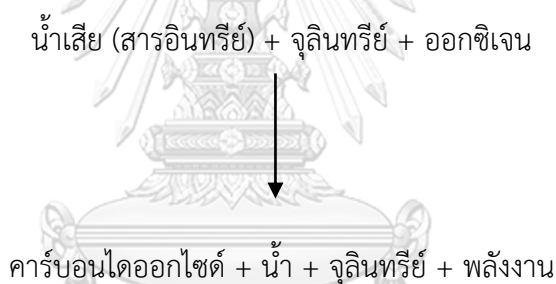 น้ำเสีย (สารอินทรีย์) + จุลินทรีย์ + ออกซิเจน
คาร์บอนไดออกไซด์ + น้ำ + จุลินทรีย์ + พลังงาน